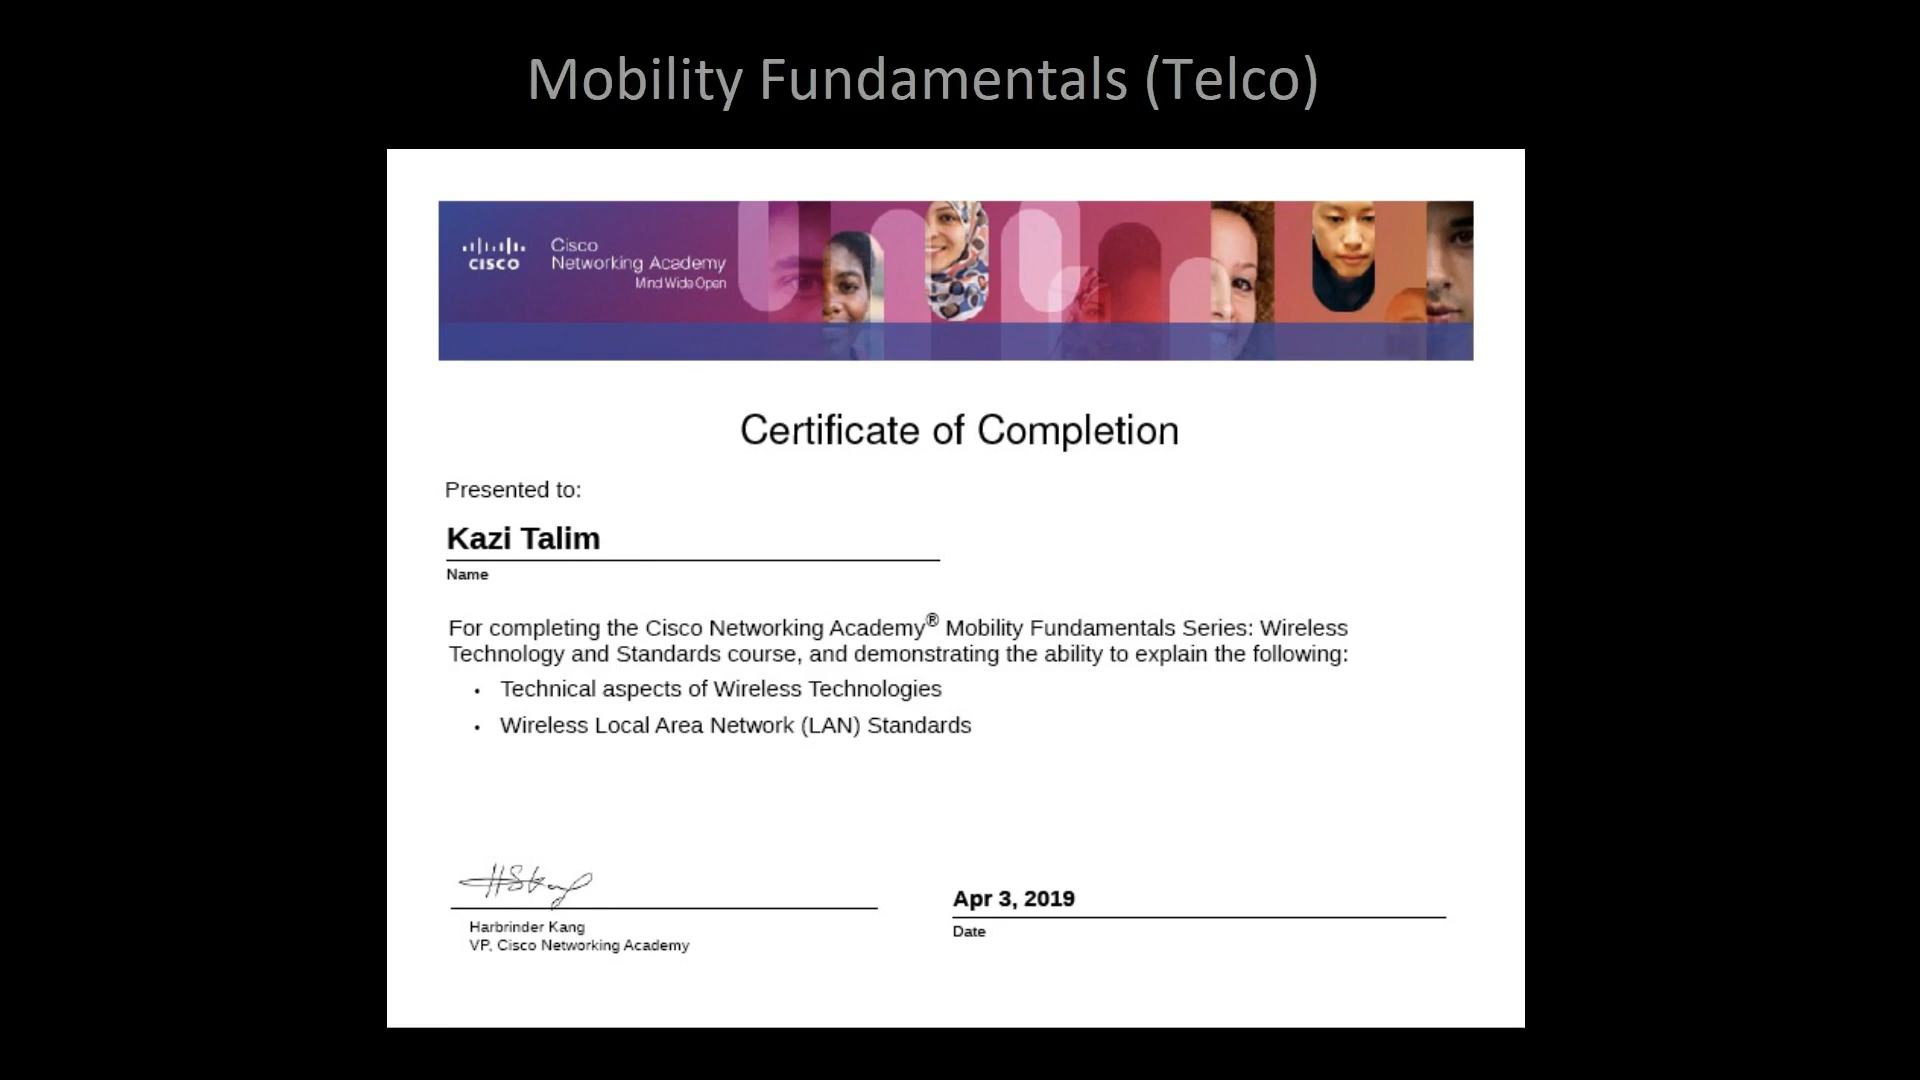 Mobility Fundamentals (Telco)
CISCO
Cisco
Networking Academy
Mind Wide Open
Certificate of Completion
Presented to:
Kazi Talim
Name
For completing the Cisco Networking Academy® Mobility Fundamentals Series: Wireless
Technology and Standards course, and demonstrating the ability to explain the following:
• Technical aspects of Wireless Technologies
• Wireless Local Area Network (LAN) Standards
HSKang
Harbrinder Kang
VP, Cisco Networking Academy
Apr 3, 2019
Date